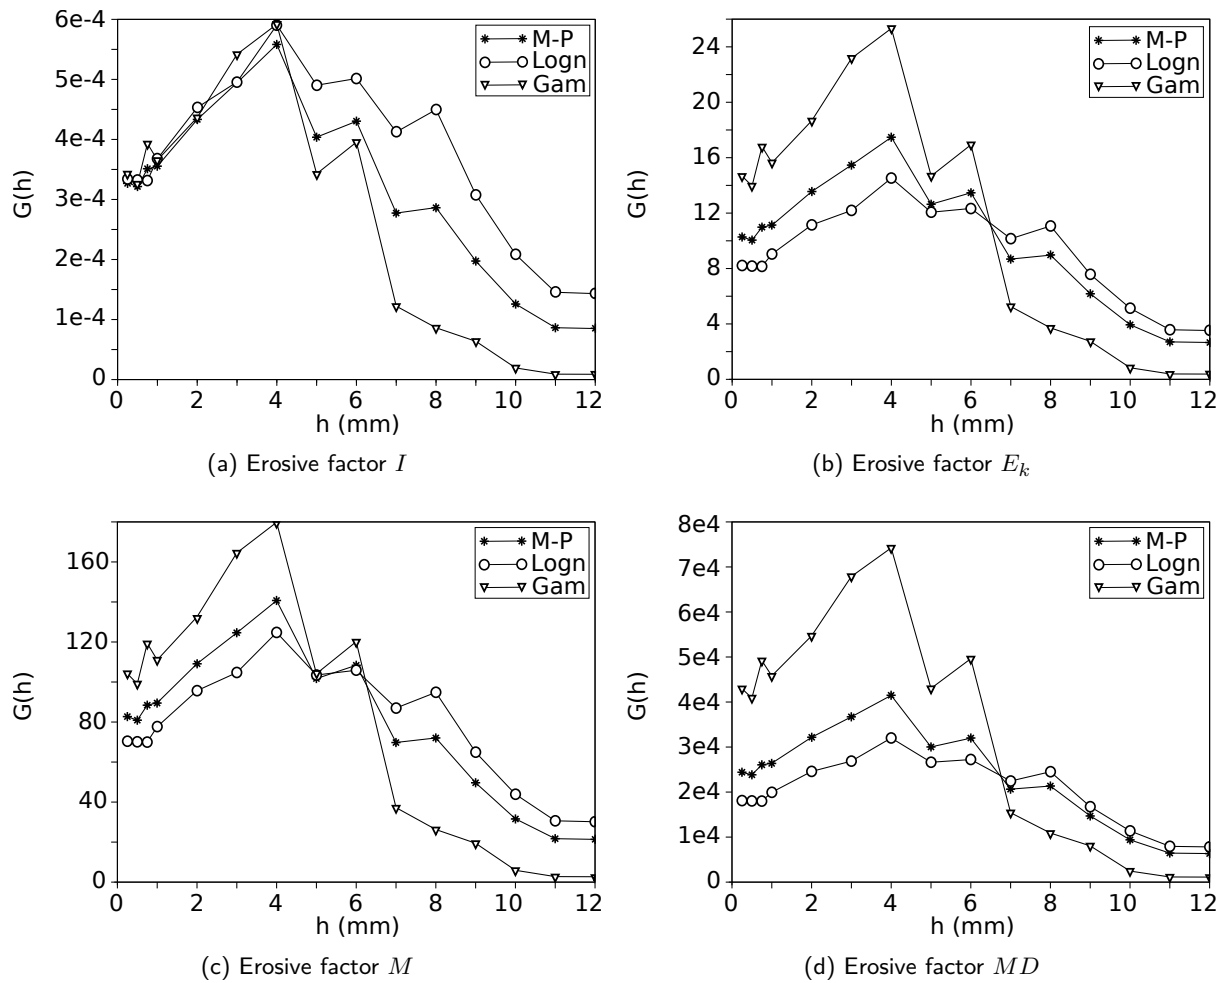 6e-4
5e-4
4e-4
3e-4
2e-4
1e-4
0
G(h)
M-P
Logn
Gam
0 2 4 6 8 10 12
h (mm)
(a) Erosive factor I
26
22
18
16
12
8
4
0
G(h)
M-P
Logn
Gam
0 2 4 6 8 10 12
h (mm)
(b) Erosive factor E_k
160
120
80
40
0
G(h)
M-P
Logn
Gam
0 2 4 6 8 10 12
h (mm)
(c) Erosive factor M
8e4
7e4
6e4
5e4
4e4
3e4
2e4
1e4
0
G(h)
M-P
Logn
Gam
0 2 4 6 8 10 12
h (mm)
(d) Erosive factor MD